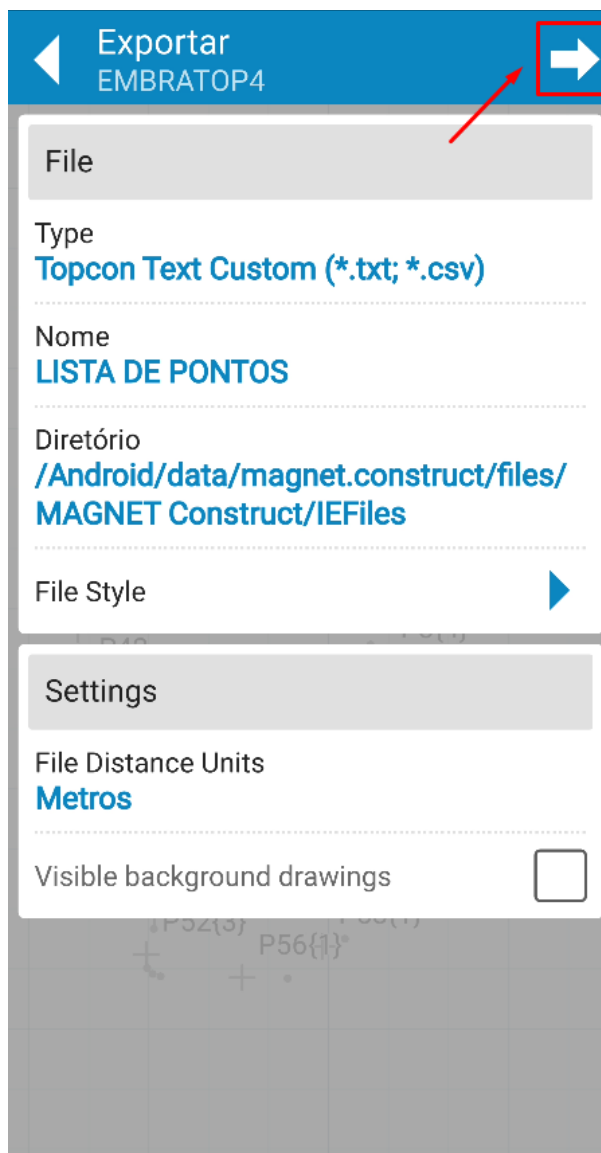 Exportar
EMBRATOP4
File
Type
Topcon Text Custom (*.txt; *.csv)
Nome
LISTA DE PONTOS
Diretório
/Android/data/magnet.construct/files/
MAGNET Construct/IEFiles
File Style
Settings
File Distance Units
Metros
Visible background drawings
P52{3}
P56{1}